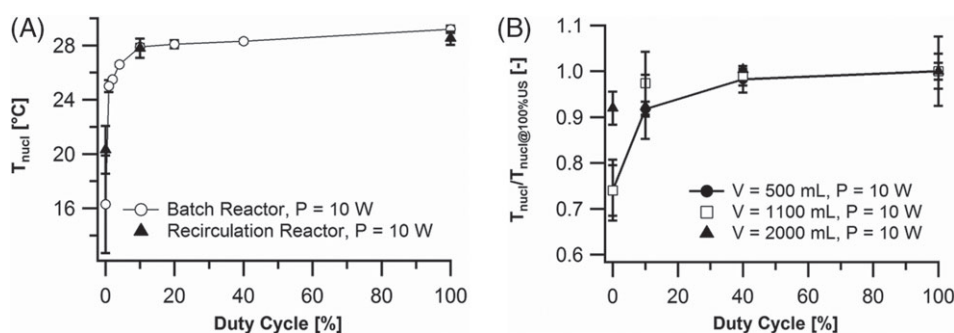 (A)
T_nucl [°C]
28
24
20
16
Batch Reactor, P = 10 W
Recirculation Reactor, P = 10 W
0
20
40
60
80
100
Duty Cycle [%]
(B)
T_nucl/T_nucl@100%US [-]
1.0
0.9
0.8
0.7
0.6
V = 500 mL, P = 10 W
V = 1100 mL, P = 10 W
V = 2000 mL, P = 10 W
0
20
40
60
80
100
Duty Cycle [%]